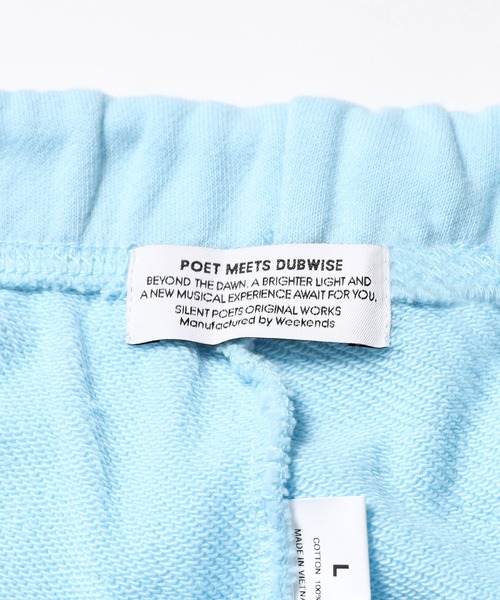 POET MEETS DUBWISE
BEYOND THE DAWN, A BRIGHTER LIGHT AND
A NEW MUSICAL EXPERIENCE AWAIT FOR YOU.
SILENT POETS ORIGINAL WORKS
Manufactured by Weekends
L
COTTON 100%
MADE IN VIETNA